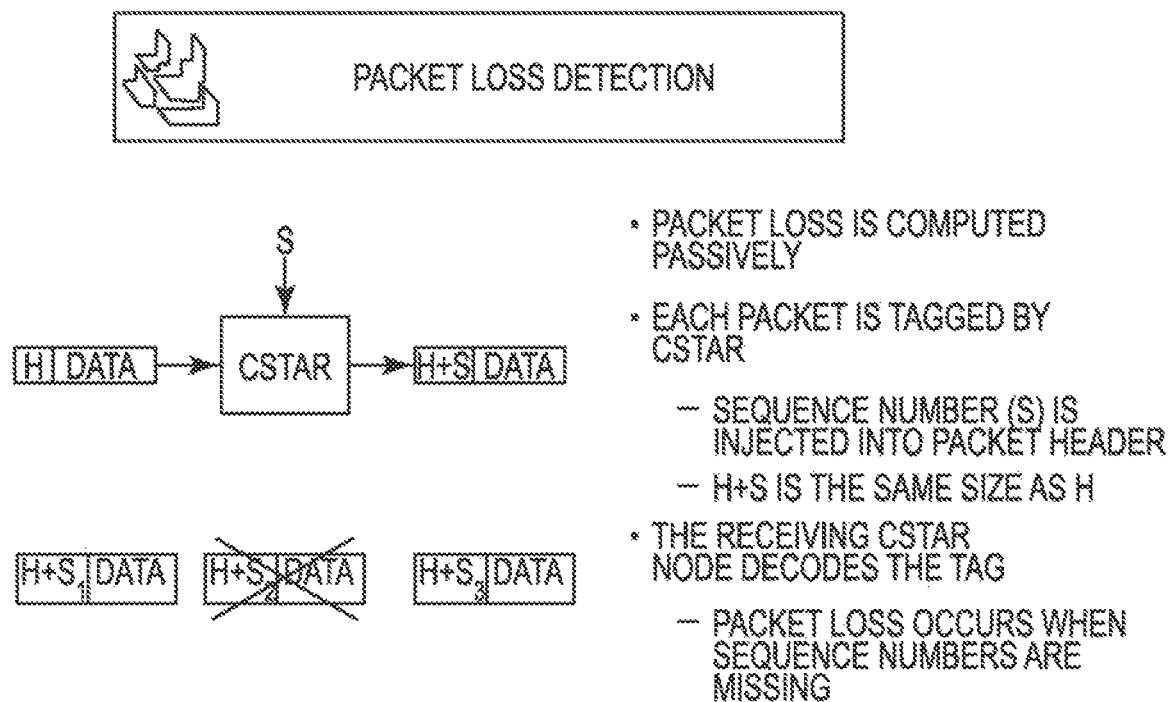 PACKET LOSS DETECTION
S
H DATA
CSTAR
H+S DATA
H+S1 DATA
H+S2 DATA
H+S3 DATA
• PACKET LOSS IS COMPUTED
PASSIVELY
• EACH PACKET IS TAGGED BY
CSTAR
— SEQUENCE NUMBER (S) IS
INJECTED INTO PACKET HEADER
— H+S IS THE SAME SIZE AS H
• THE RECEIVING CSTAR
NODE DECODES THE TAG
— PACKET LOSS OCCURS WHEN
SEQUENCE NUMBERS ARE
MISSING